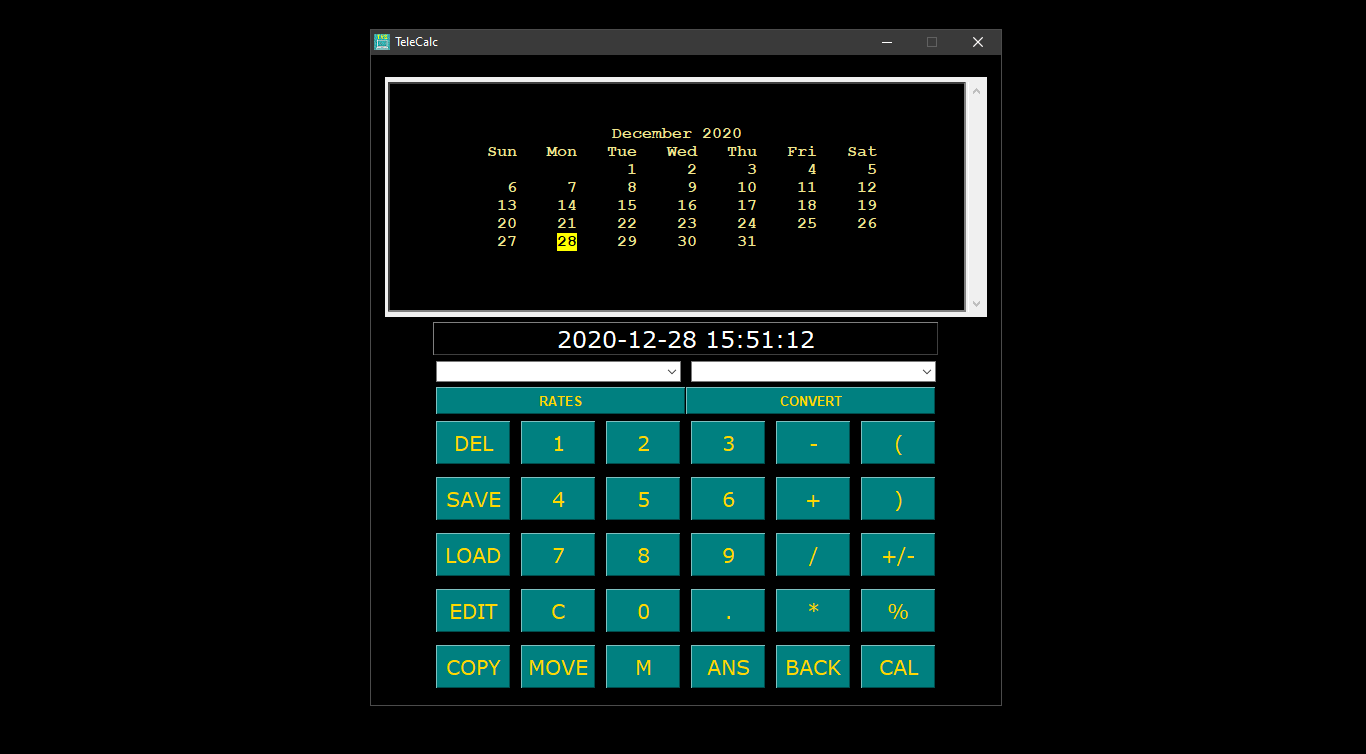 TeleCalc
December 2020
Sun Mon Tue Wed Thu Fri Sat
1 2 3 4 5
6 7 8 9 10 11 12
13 14 15 16 17 18 19
20 21 22 23 24 25 26
27 28 29 30 31
2020-12-28 15:51:12
RATES CONVERT
DEL 1 2 3 - (
SAVE 4 5 6 + )
LOAD 7 8 9 / +/-
EDIT C 0 . * %
COPY MOVE M ANS BACK CAL